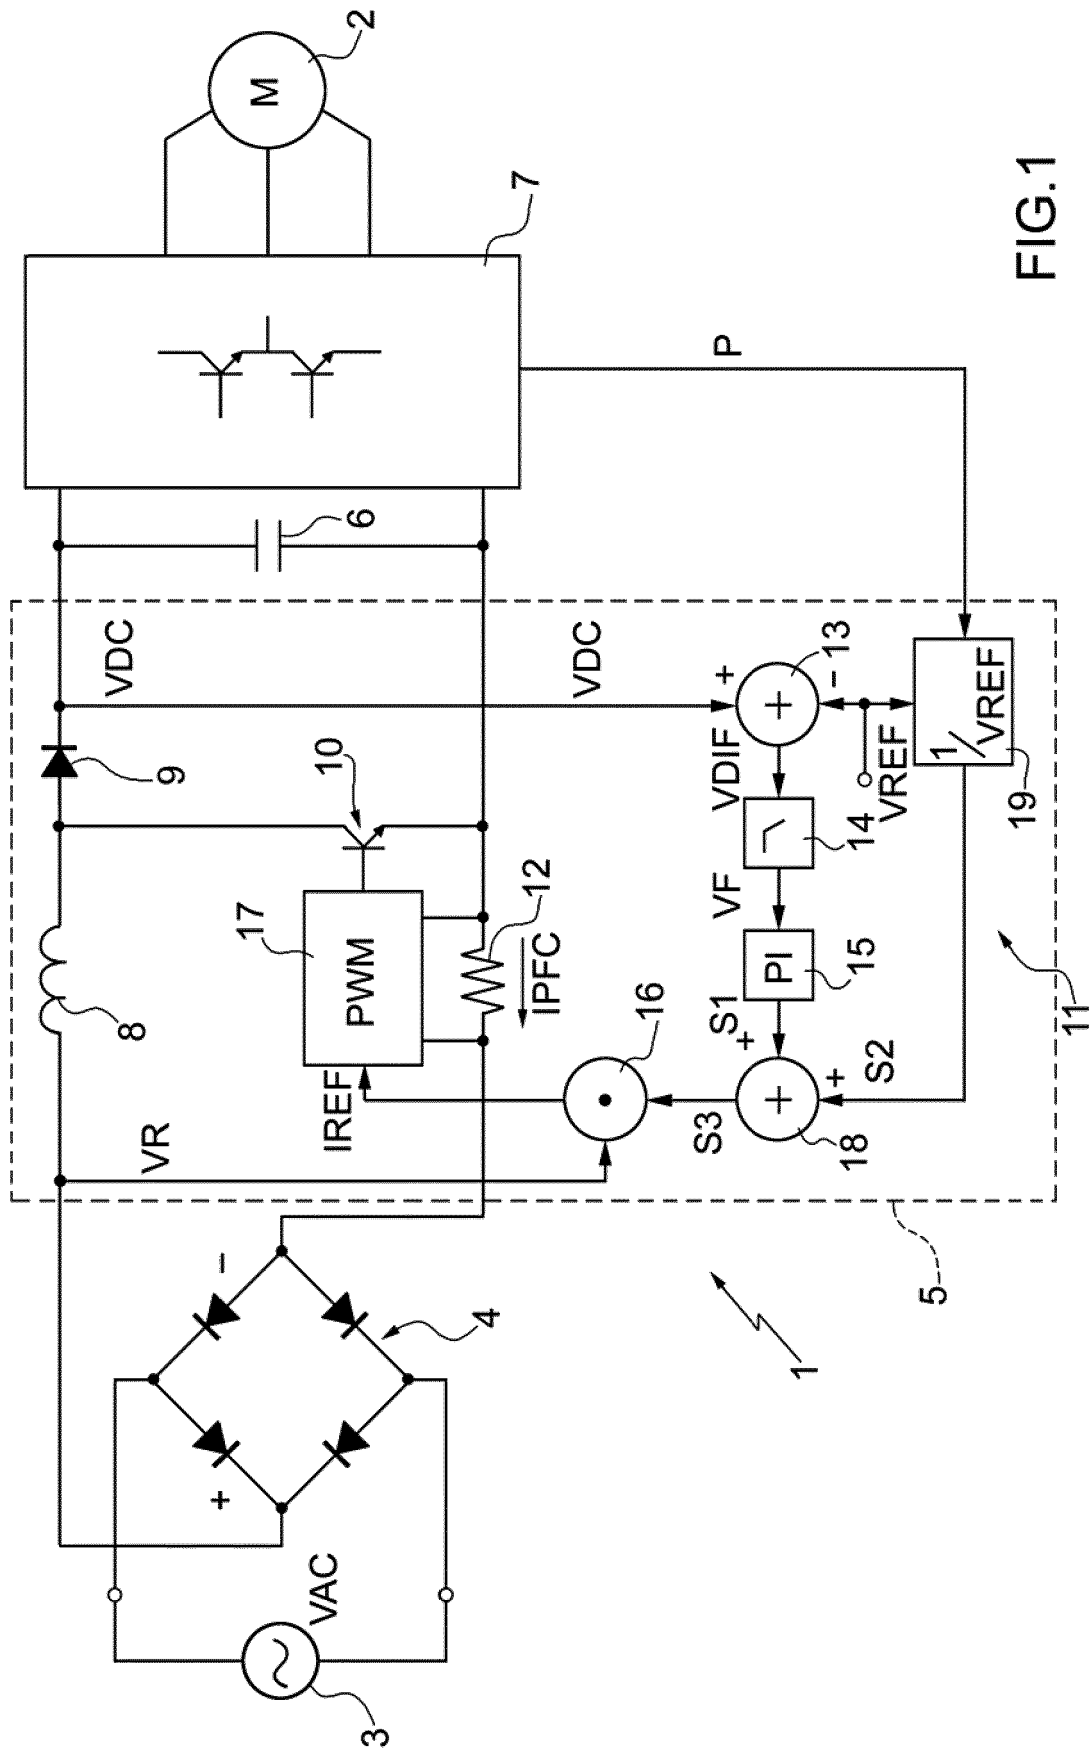 VDC
9
8
VR
6
7
M
2
10
17
PWM
IREF
12
IPFC
VDC
16
+
−
+
−
4
VAC
3
+
13
VDIF
14
VF
PI
15
S1
+
S3
+
18
−
VREF
P
1/VREF
19
S2
+
11
5
1
FIG.1